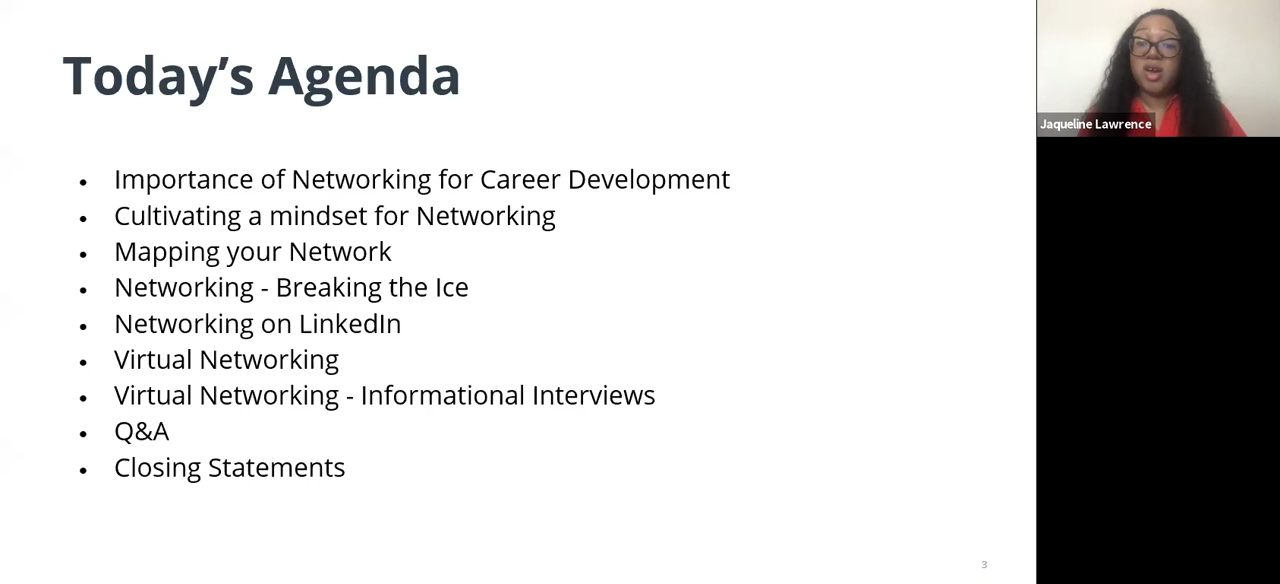 Today’s Agenda
Jaqueline Lawrence
• Importance of Networking for Career Development
• Cultivating a mindset for Networking
• Mapping your Network
• Networking - Breaking the Ice
• Networking on LinkedIn
• Virtual Networking
• Virtual Networking - Informational Interviews
• Q&A
• Closing Statements
3